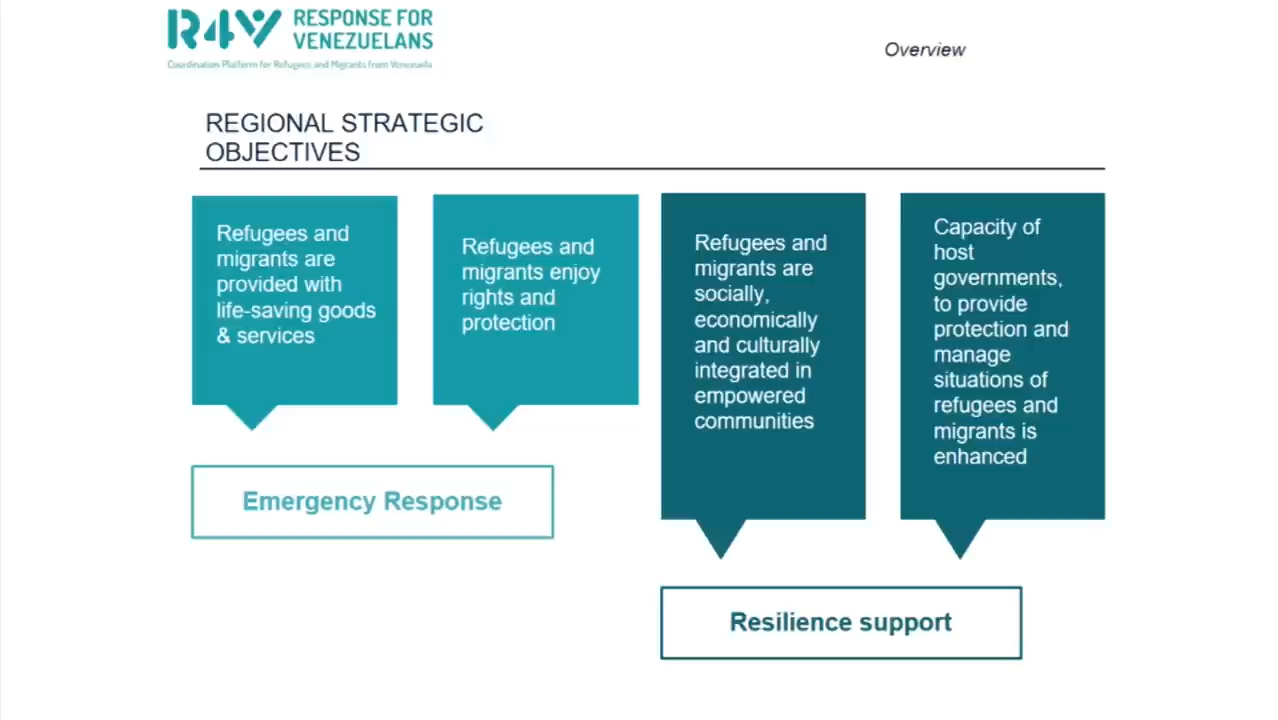 R4V
RESPONSE FOR
VENEZUELANS
Coordination Platform for Refugees and Migrants from Venezuela
Overview
REGIONAL STRATEGIC
OBJECTIVES
Refugees and
migrants are
provided with
life-saving goods
& services
Refugees and
migrants enjoy
rights and
protection
Refugees and
migrants are
socially,
economically
and culturally
integrated in
empowered
communities
Capacity of
host
governments,
to provide
protection and
manage
situations of
refugees and
migrants is
enhanced
Emergency Response
Resilience support